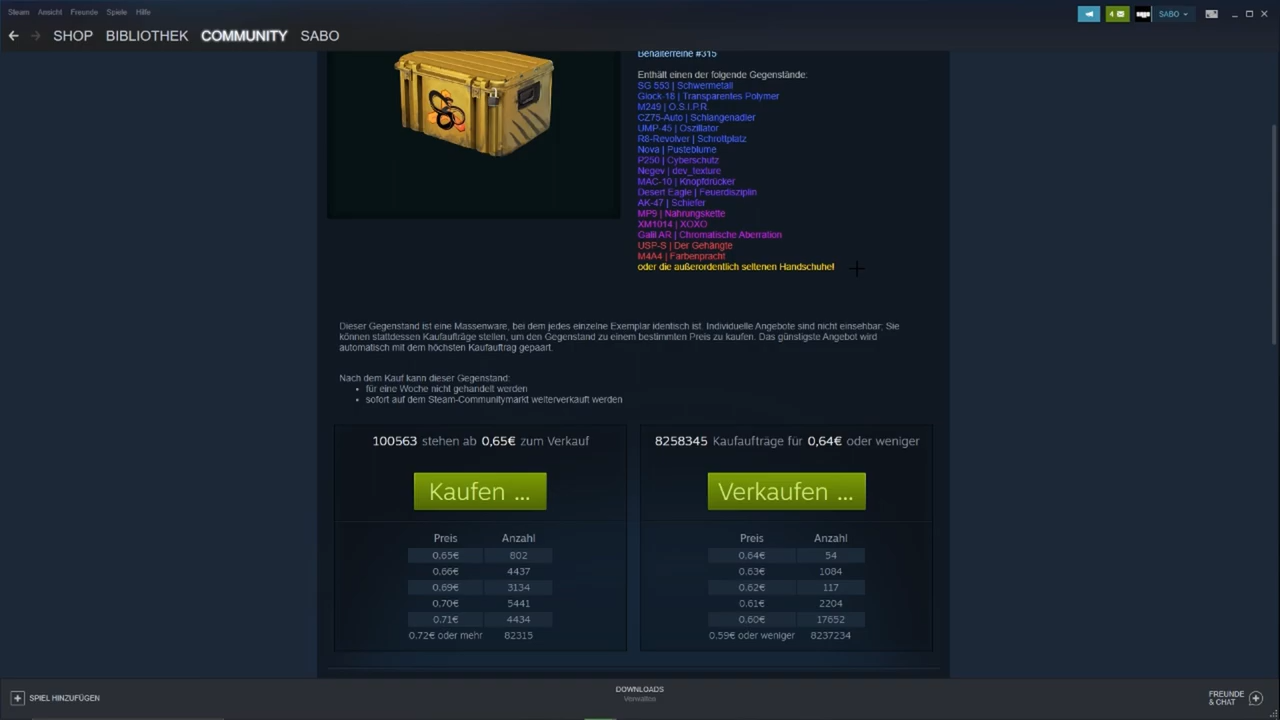 Steam Ansicht Freunde Spiele Hilfe
4
SABO
SHOP BIBLIOTHEK COMMUNITY SABO
Behälterreihe #315
Enthält einen der folgende Gegenstände:
SG 553 | Schwermetall
Glock-18 | Transparentes Polymer
M249 | O.S.I.P.R.
CZ75-Auto | Schlangenadler
UMP-45 | Oszillator
R8-Revolver | Schrottplatz
Nova | Pusteblume
P250 | Cyberschutz
Negev | dev_texture
MAC-10 | Knopfdrücker
Desert Eagle | Feuerdisziplin
AK-47 | Schiefer
MP9 | Nahrungskette
XM1014 | XOXO
Galil AR | Chromatische Aberration
USP-S | Der Gehängte
M4A4 | Farbenpracht
oder die außerordentlich seltenen Handschuhe!
Dieser Gegenstand ist eine Massenware, bei dem jedes einzelne Exemplar identisch ist. Individuelle Angebote sind nicht einsehbar; Sie
können stattdessen Kaufaufträge stellen, um den Gegenstand zu einem bestimmten Preis zu kaufen. Das günstigste Angebot wird
automatisch mit dem höchsten Kaufauftrag gepaart.
Nach dem Kauf kann dieser Gegenstand:
• für eine Woche nicht gehandelt werden
• sofort auf dem Steam-Communitymarkt weiterverkauft werden
100563 stehen ab 0,65€ zum Verkauf
Kaufen ...
Preis Anzahl
0,65€ 802
0,66€ 4437
0,69€ 3134
0,70€ 5441
0,71€ 4434
0,72€ oder mehr 82315
8258345 Kaufaufträge für 0,64€ oder weniger
Verkaufen ...
Preis Anzahl
0,64€ 54
0,63€ 1084
0,62€ 117
0,61€ 2204
0,60€ 17652
0,59€ oder weniger 8237234
SPIEL HINZUFÜGEN
DOWNLOADS
Verwalten
FREUNDE
& CHAT